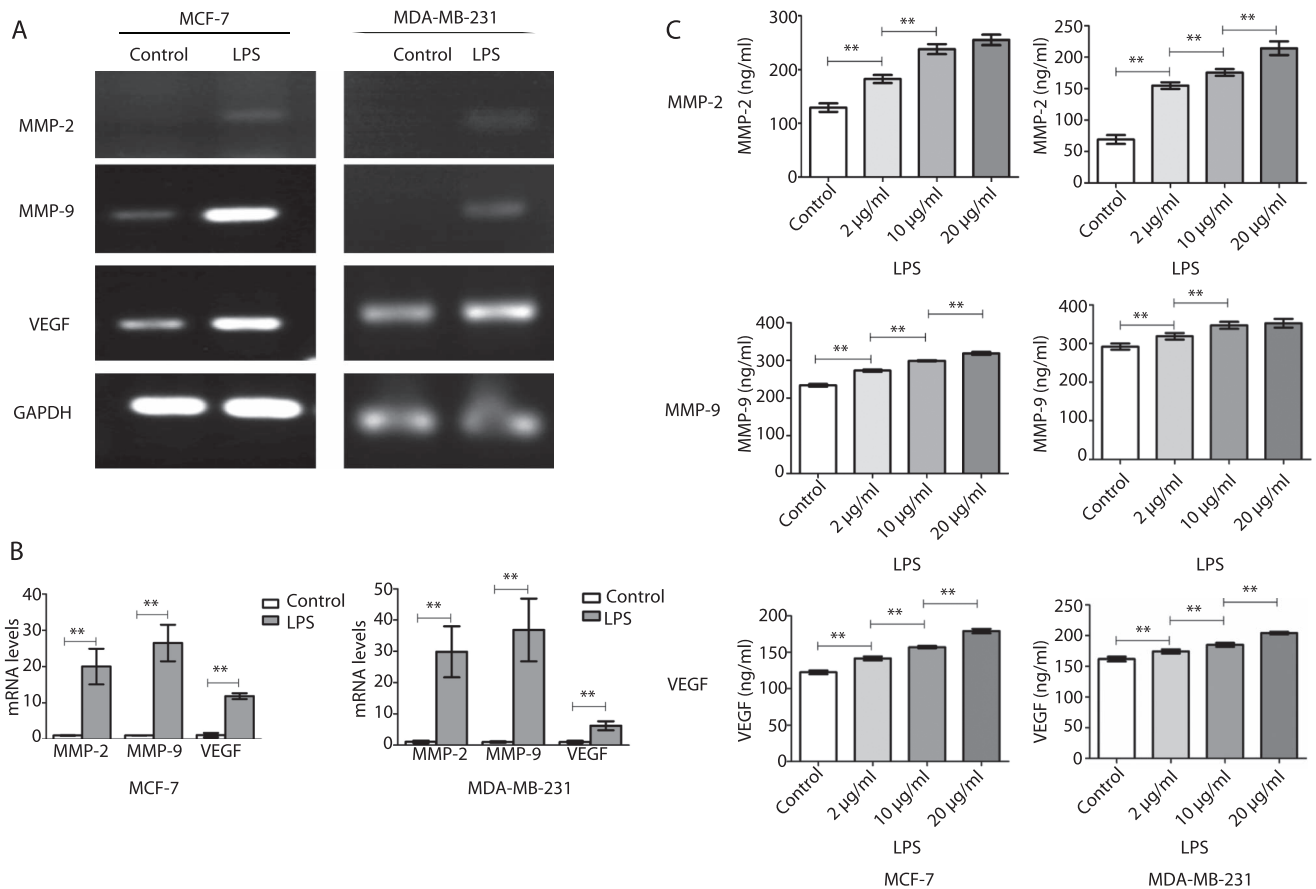 A
MCF-7
MDA-MB-231
Control
LPS
Control
LPS
MMP-2
MMP-9
VEGF
GAPDH
B
mRNA levels
40
30
20
10
0
**
**
**
Control
LPS
MMP-2
MMP-9
VEGF
MCF-7
mRNA levels
50
40
30
20
10
0
**
**
**
Control
LPS
MMP-2
MMP-9
VEGF
MDA-MB-231
C
MMP-2
MMP-2 (ng/ml)
300
200
100
0
**
**
Control
2 µg/ml
10 µg/ml
20 µg/ml
LPS
MMP-2 (ng/ml)
250
200
150
100
50
0
**
**
**
Control
2 µg/ml
10 µg/ml
20 µg/ml
LPS
MMP-9
MMP-9 (ng/ml)
400
300
200
100
0
**
**
**
Control
2 µg/ml
10 µg/ml
20 µg/ml
LPS
MMP-9 (ng/ml)
400
300
200
100
0
**
**
Control
2 µg/ml
10 µg/ml
20 µg/ml
LPS
VEGF
VEGF (ng/ml)
200
150
100
50
0
**
**
**
Control
2 µg/ml
10 µg/ml
20 µg/ml
LPS
MCF-7
VEGF (ng/ml)
250
200
150
100
50
0
**
**
**
Control
2 µg/ml
10 µg/ml
20 µg/ml
LPS
MDA-MB-231